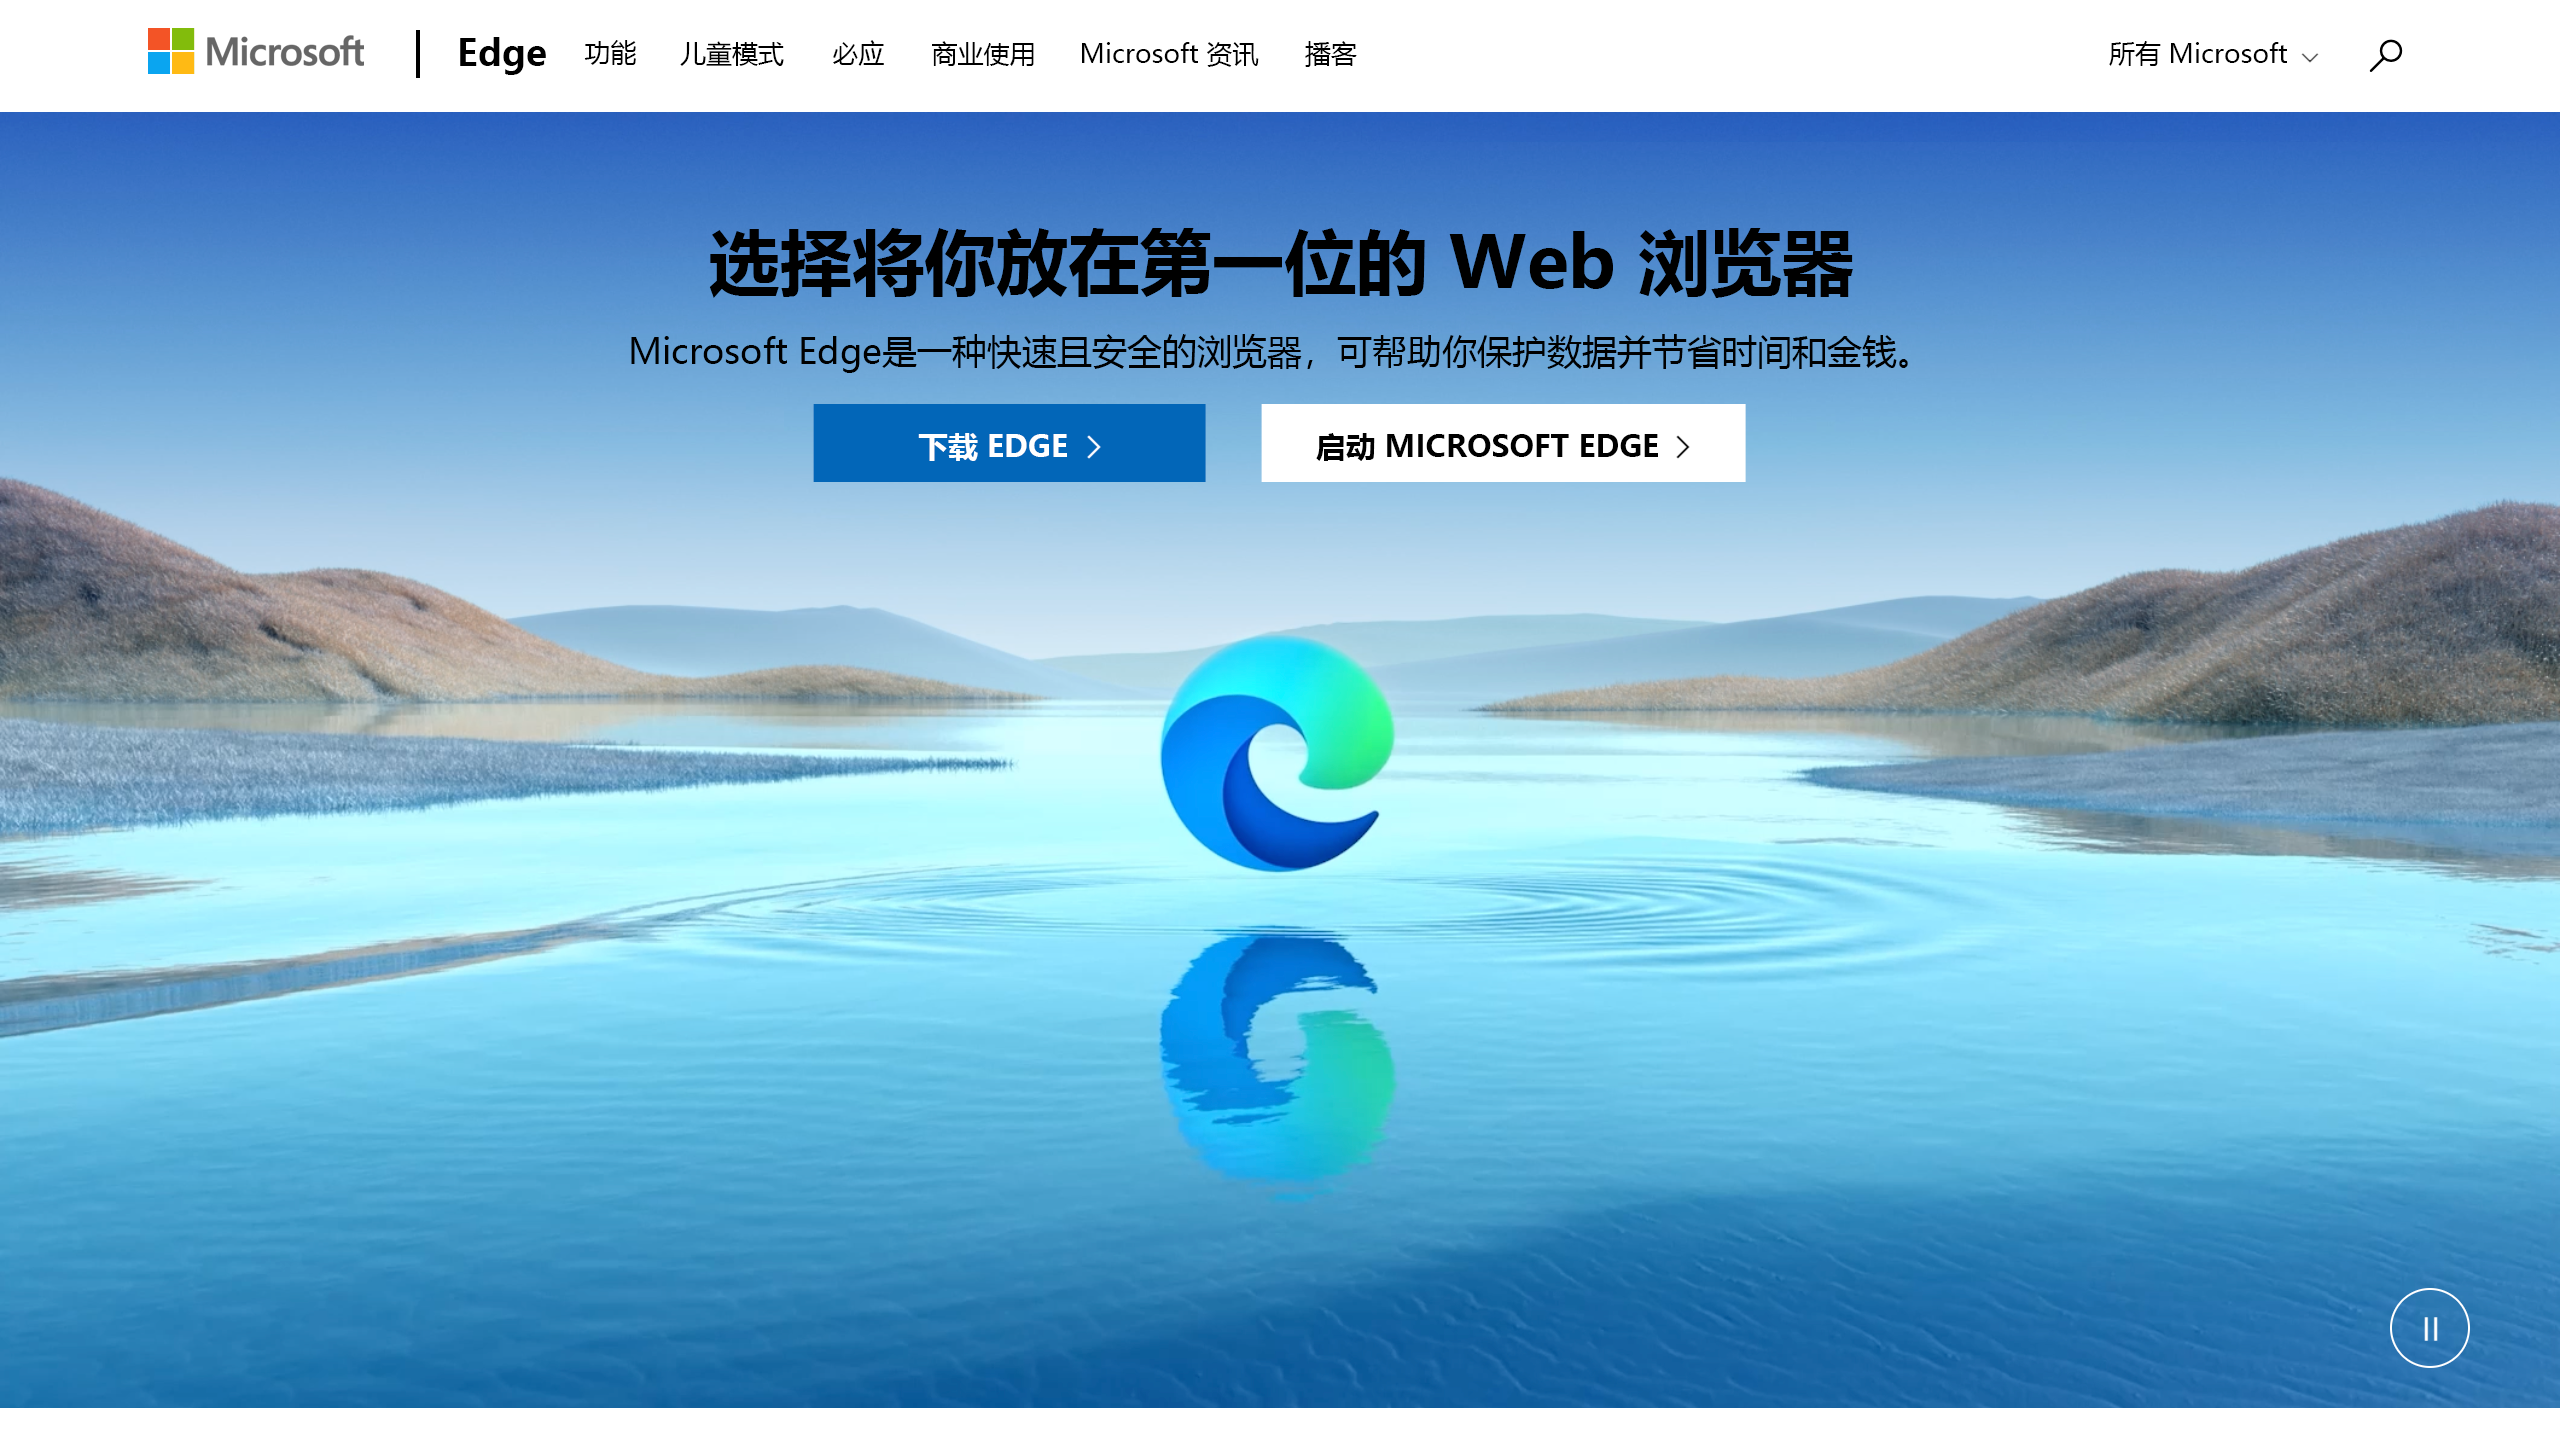 Microsoft Edge 功能 儿童模式 必应 商业使用 Microsoft 资讯 播客 所有 Microsoft
选择将你放在第一位的 Web 浏览器
Microsoft Edge是一种快速且安全的浏览器，可帮助你保护数据并节省时间和金钱。
下载 EDGE 启动 MICROSOFT EDGE